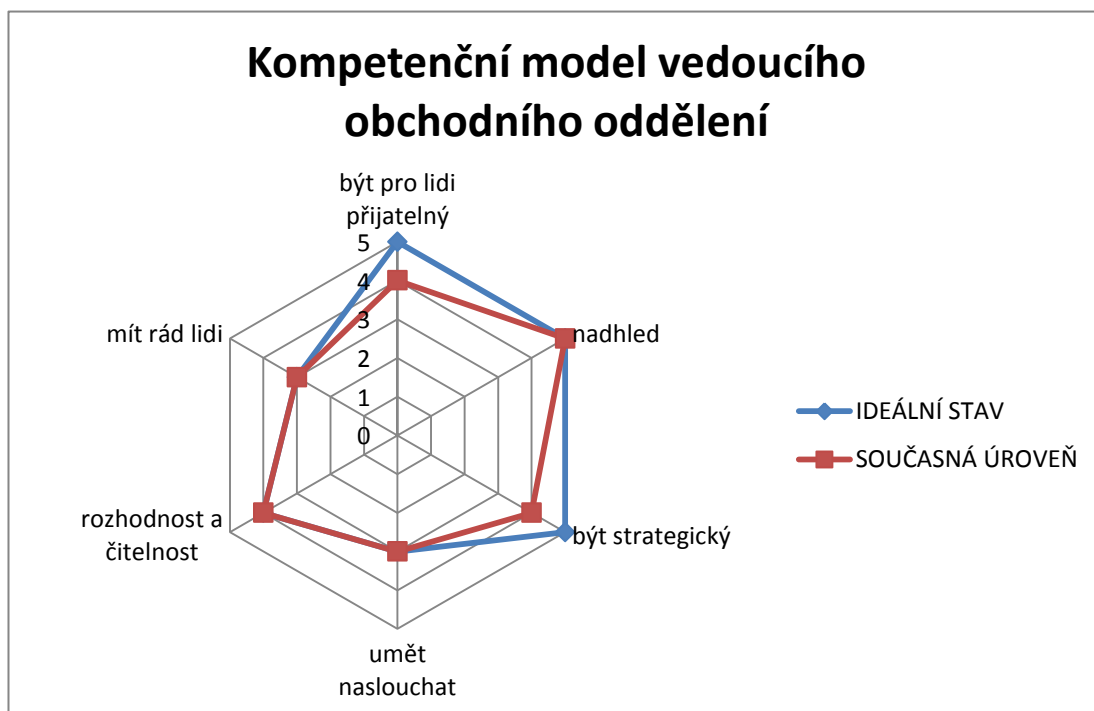 Kompetenční model vedoucího
obchodního oddělení
být pro lidi
přijatelný
5
4
3
2
1
0
nadhled
být strategický
umět
naslouchat
rozhodnost a
čitelnost
mít rád lidi
IDEÁLNÍ STAV
SOUČASNÁ ÚROVEŇ